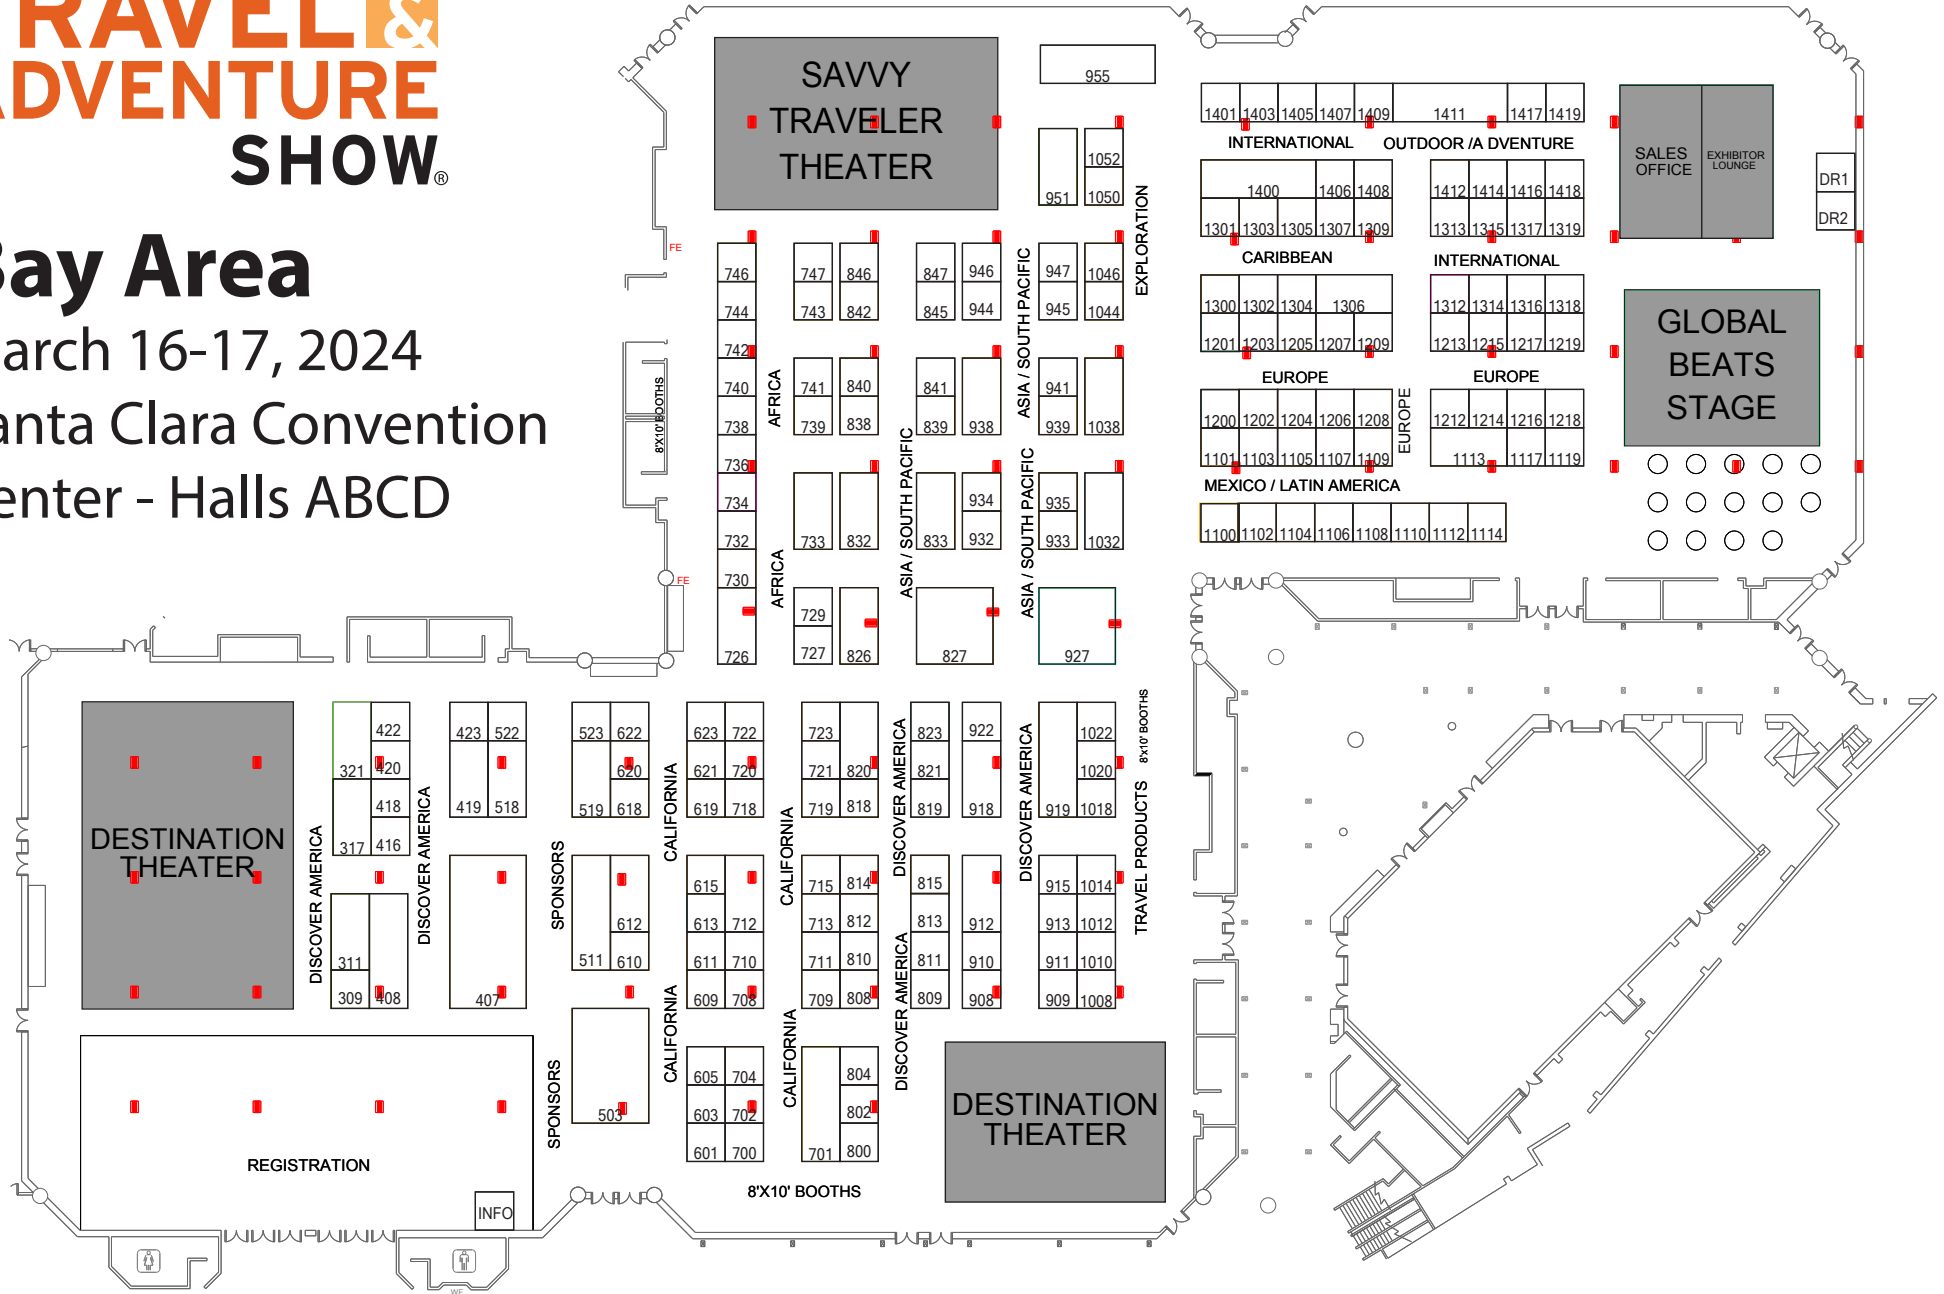 TRAVEL &
ADVENTURE
SHOW®
Bay Area
March 16-17, 2024
Santa Clara Convention
Center - Halls ABCD
SAVVY
TRAVELER
THEATER
955
951
1052
1050
EXPLORATION
1401 1403 1405 1407 1409 1411 1417 1419
INTERNATIONAL OUTDOOR /A DVENTURE
1400 1406 1408 1412 1414 1416 1418
1301 1303 1305 1307 1309 1313 1315 1317 1319
CARIBBEAN INTERNATIONAL
1300 1302 1304 1306 1312 1314 1316 1318
1201 1203 1205 1207 1209 1213 1215 1217 1219
EUROPE EUROPE
1200 1202 1204 1206 1208 1212 1214 1216 1218
EUROPE
1101 1103 1105 1107 1109 1113 1117 1119
MEXICO / LATIN AMERICA
1100 1102 1104 1106 1108 1110 1112 1114
SALES
OFFICE
EXHIBITOR
LOUNGE
DR1
DR2
GLOBAL
BEATS
STAGE
FE
8'X10' BOOTHS
FE
746 747 846 847 946 947 1046
744 743 842 845 944 945 1044
742
740 741 840 841 941
738 739 838 839 938 939 1038
736
734 934 935
732 733 832 833 932 933 1032
730
729
726 727 826 827 927
AFRICA
AFRICA
ASIA / SOUTH PACIFIC
ASIA / SOUTH PACIFIC
ASIA / SOUTH PACIFIC
DESTINATION
THEATER
422 423 522 523 622 623 722 723 823 922 1022
321 420 620 621 720 721 820 821 1020
418 419 518 519 618 619 718 719 818 819 918 919 1018
317 416
615 715 814 815 915 1014
612 613 712 713 812 813 912 913 1012
311 511 610 611 710 711 810 811 910 911 1010
309 408 407 609 708 709 808 809 908 909 1008
605 704 804
503 603 702 802
601 700 701 800
DISCOVER AMERICA
DISCOVER AMERICA
SPONSORS
SPONSORS
CALIFORNIA
CALIFORNIA
CALIFORNIA
CALIFORNIA
DISCOVER AMERICA
DISCOVER AMERICA
DISCOVER AMERICA
TRAVEL PRODUCTS
8'x10' BOOTHS
DESTINATION
THEATER
REGISTRATION
INFO
8'X10' BOOTHS
WF